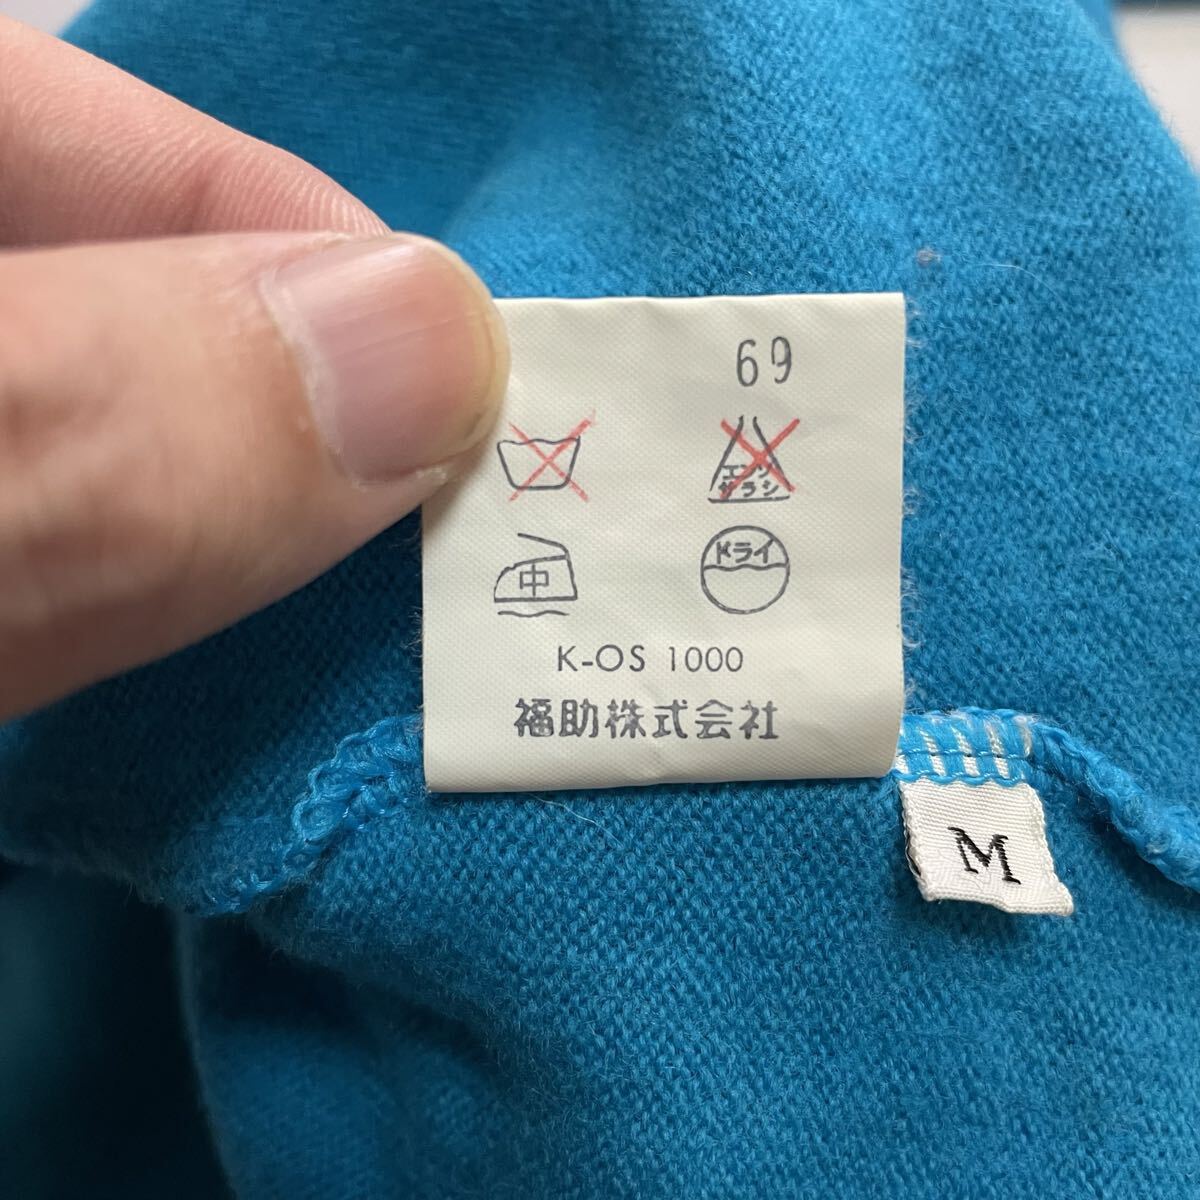 69
エンソ
サラシ
中
ドライ
K-OS 1000
福助株式会社
M